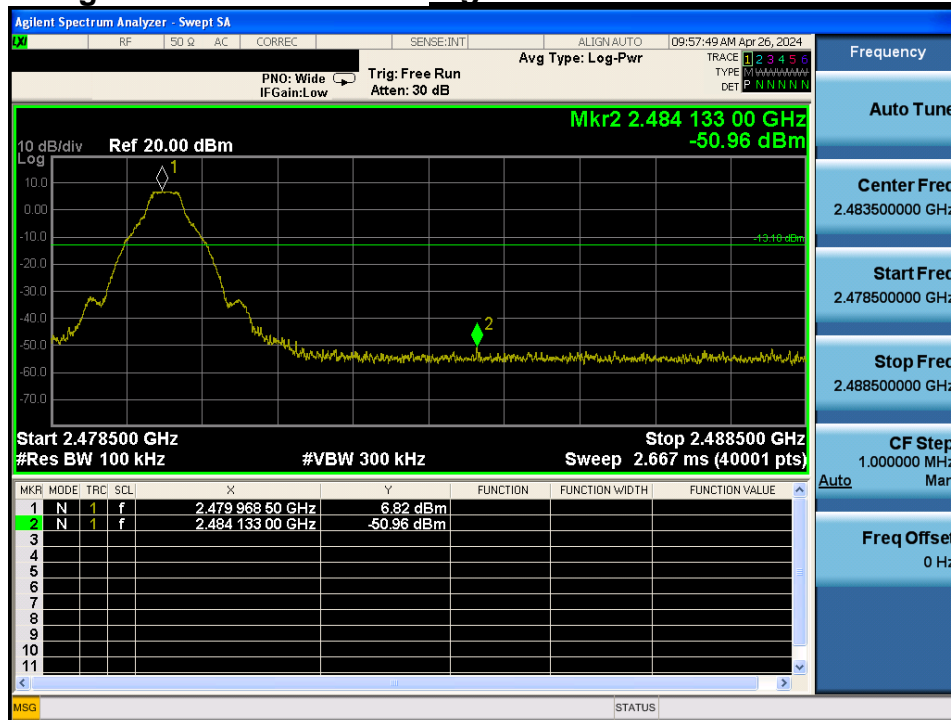 Agilent Spectrum Analyzer - Swept SA
LXI RF 50 Ω AC CORREC SENSE:INT ALIGN AUTO 09:57:49 AM Apr 26, 2024
Frequency
Avg Type: Log-Pwr TRACE 1 2 3 4 5 6
PNO: Wide Trig: Free Run TYPE M
IFGain:Low Atten: 30 dB DET P N N N N N
Auto Tune
Mkr2 2.484 133 00 GHz
-50.96 dBm
10 dB/div Ref 20.00 dBm
Log
1
10.0
0.00
-10.0
-13.18 dBm
-20.0
-30.0
-40.0
2
-50.0
-60.0
-70.0
Center Freq
2.483500000 GHz
Start Freq
2.478500000 GHz
Stop Freq
2.488500000 GHz
Start 2.478500 GHz Stop 2.488500 GHz
#Res BW 100 kHz #VBW 300 kHz Sweep 2.667 ms (40001 pts)
CF Step
1.000000 MHz
Auto Man
MKR MODE TRC SCL X Y FUNCTION FUNCTION WIDTH FUNCTION VALUE
1 N 1 f 2.479 968 50 GHz 6.82 dBm
2 N 1 f 2.484 133 00 GHz -50.96 dBm
3
4
5
6
7
8
9
10
11
Freq Offset
0 Hz
MSG STATUS